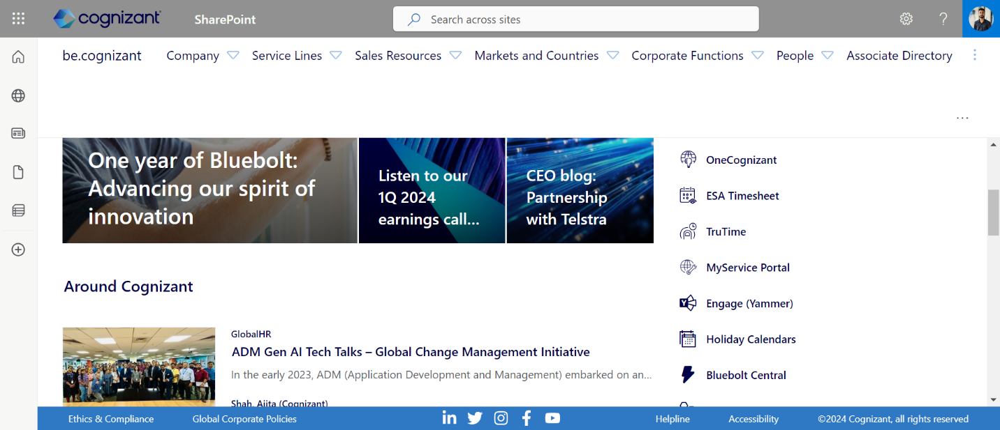 cognizant
SharePoint
Search across sites
be.cognizant
Company
Service Lines
Sales Resources
Markets and Countries
Corporate Functions
People
Associate Directory
One year of Bluebolt:
Advancing our spirit of
innovation
Listen to our
1Q 2024
earnings call...
CEO blog:
Partnership
with Telstra
Around Cognizant
GlobalHR
ADM Gen AI Tech Talks – Global Change Management Initiative
In the early 2023, ADM (Application Development and Management) embarked on an...
Shah, Ajita (Cognizant)
OneCognizant
ESA Timesheet
TruTime
MyService Portal
Engage (Yammer)
Holiday Calendars
Bluebolt Central
Ethics & Compliance
Global Corporate Policies
Helpline
Accessibility
©2024 Cognizant, all rights reserved